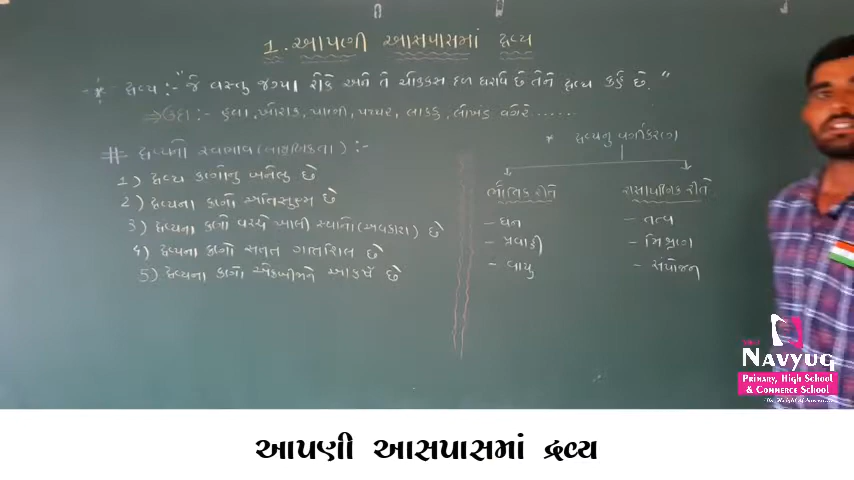 1. આપણી આસપાસમાં દ્રવ્ય
* દ્રવ્ય :- "જે વસ્તુ જગ્યા રોકે અને તે ચોક્કસ દળ ધરાવે છે તેને દ્રવ્ય કહે છે."
⇒ ઉદા :- હવા, ખોરાક, પાણી, પથ્થર, લાકડુ, લોખંડ વગેરે......
# દ્રવ્યનો સ્વભાવ (લાક્ષણિકતા) :-
1) દ્રવ્ય કણોનુ બનેલુ છે
2) દ્રવ્યના કણો અતિસૂક્ષ્મ છે
3) દ્રવ્યના કણો વચ્ચે ખાલી સ્થાનો (અવકાશ) છે
4) દ્રવ્યના કણો સતત ગતિશિલ છે
5) દ્રવ્યના કણો એકબીજાને આકર્ષે છે
* દ્રવ્યનુ વર્ગીકરણ
ભૌતિક રીતે
- ઘન
- પ્રવાહી
- વાયુ
રાસાયણિક રીતે
- તત્વ
- મિશ્રણ
- સંયોજન
NAVYUG
PRIMARY, HIGH SCHOOL
& COMMERCE SCHOOL
આપણી આસપાસમાં દ્રવ્ય